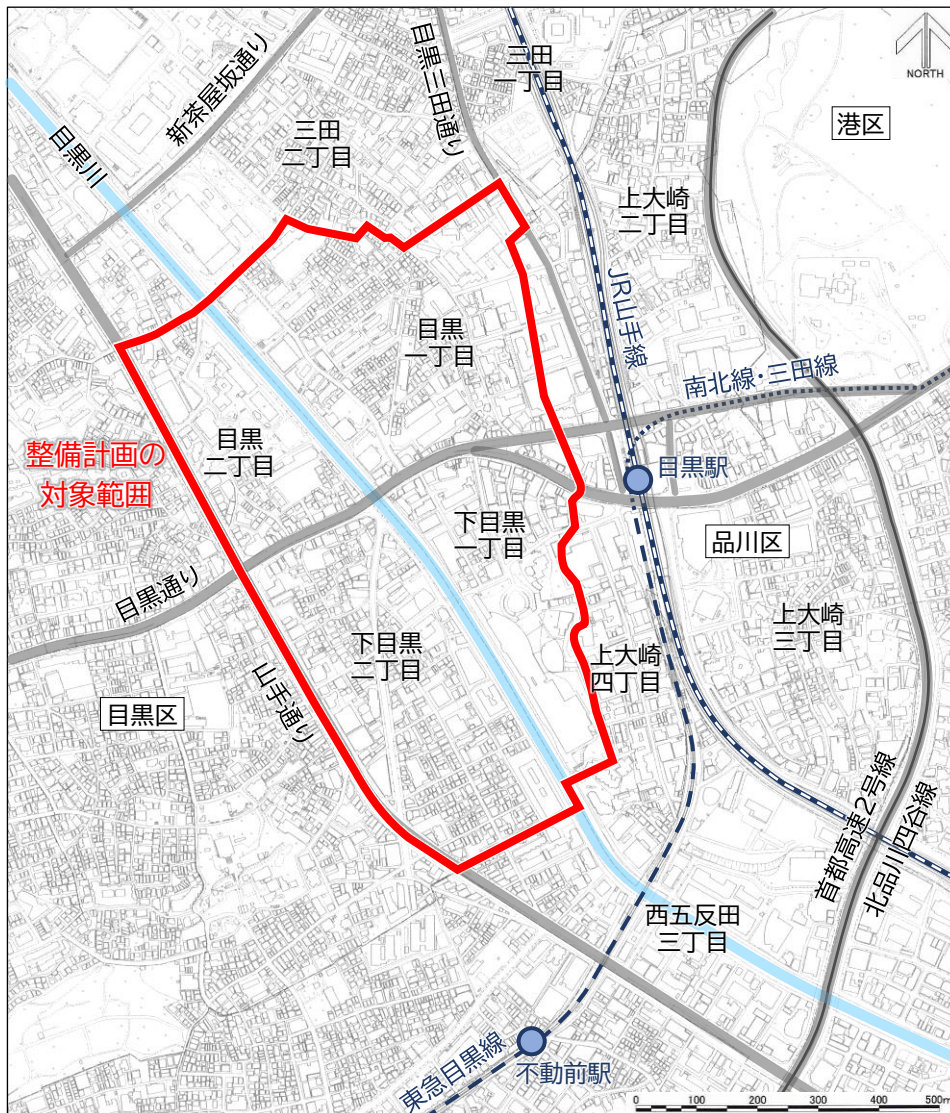 NORTH
目黒三田通り
三田
一丁目
新茶屋坂通り
港区
三田
二丁目
目黒川
上大崎
二丁目
JR山手線
目黒
一丁目
南北線・三田線
目黒
二丁目
整備計画の
対象範囲
目黒駅
下目黒
一丁目
品川区
目黒通り
上大崎
三丁目
下目黒
二丁目
上大崎
四丁目
山手通り
目黒区
首都高速2号線
北品川四谷線
西五反田
三丁目
東急目黒線
不動前駅
0 100 200 300 400 500m